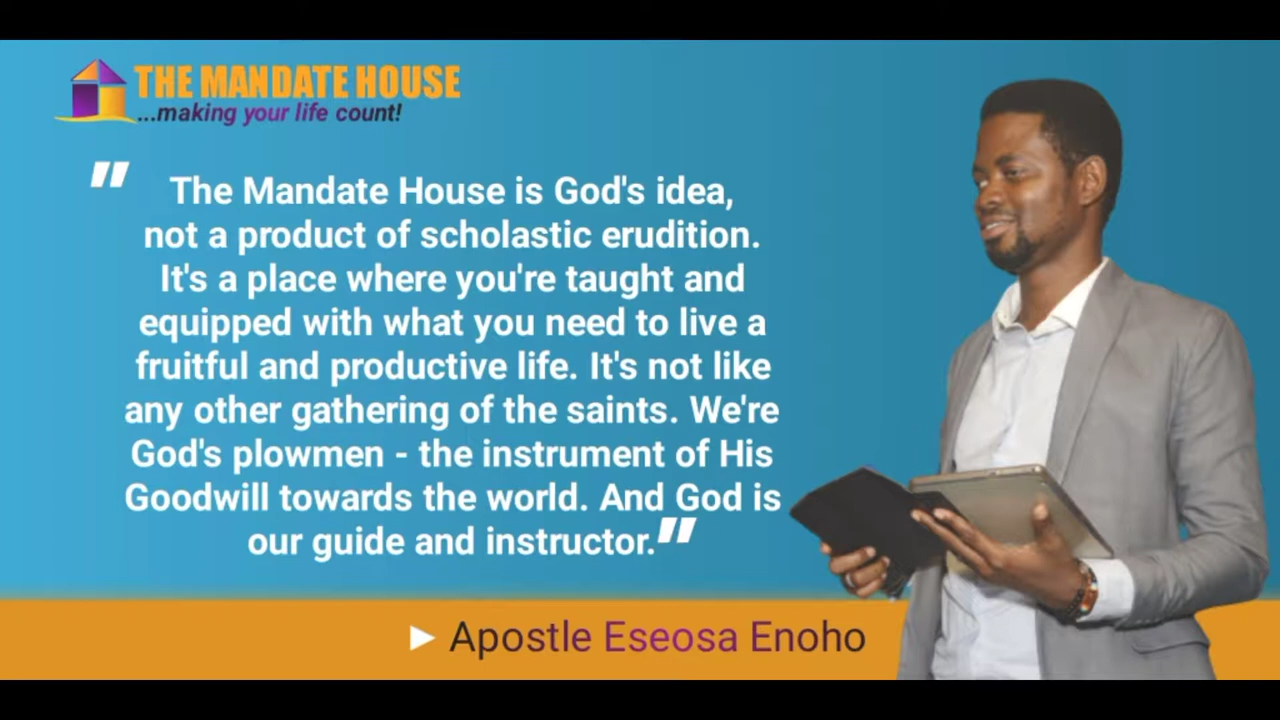 THE MANDATE HOUSE
...making your life count!
" The Mandate House is God's idea,
not a product of scholastic erudition.
It's a place where you're taught and
equipped with what you need to live a
fruitful and productive life. It's not like
any other gathering of the saints. We're
God's plowmen - the instrument of His
Goodwill towards the world. And God is
our guide and instructor."
► Apostle Eseosa Enoho